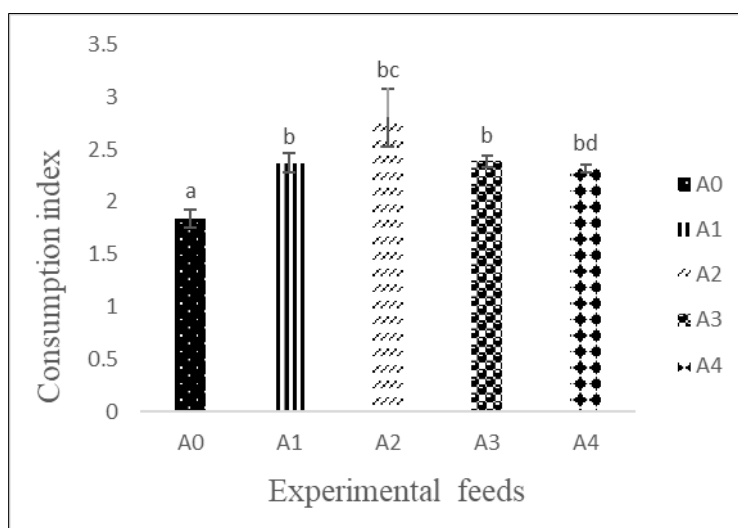 3.5
3
2.5
2
1.5
1
0.5
0
Consumption index
a
b
bc
b
bd
A0
A1
A2
A3
A4
Experimental feeds
A0
A1
A2
A3
A4